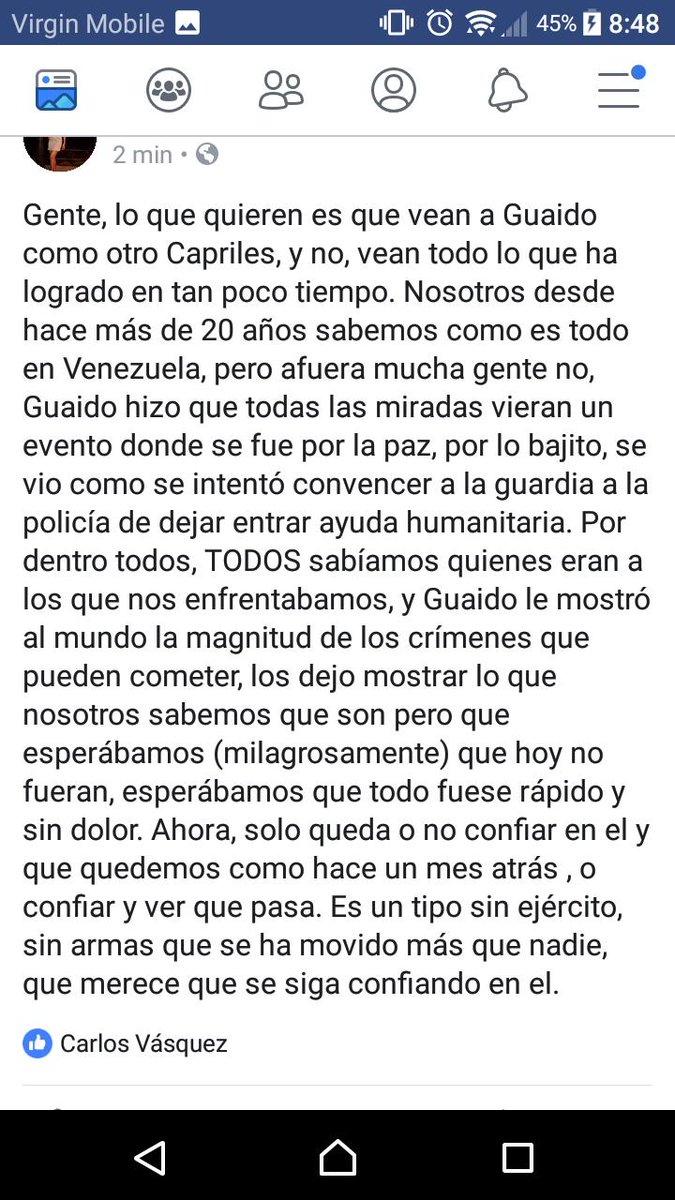 Virgin Mobile 45% 8:48
2 min •
Gente, lo que quieren es que vean a Guaido
como otro Capriles, y no, vean todo lo que ha
logrado en tan poco tiempo. Nosotros desde
hace más de 20 años sabemos como es todo
en Venezuela, pero afuera mucha gente no,
Guaido hizo que todas las miradas vieran un
evento donde se fue por la paz, por lo bajito, se
vio como se intentó convencer a la guardia a la
policía de dejar entrar ayuda humanitaria. Por
dentro todos, TODOS sabíamos quienes eran a
los que nos enfrentabamos, y Guaido le mostró
al mundo la magnitud de los crímenes que
pueden cometer, los dejo mostrar lo que
nosotros sabemos que son pero que
esperábamos (milagrosamente) que hoy no
fueran, esperábamos que todo fuese rápido y
sin dolor. Ahora, solo queda o no confiar en el y
que quedemos como hace un mes atrás , o
confiar y ver que pasa. Es un tipo sin ejército,
sin armas que se ha movido más que nadie,
que merece que se siga confiando en el.
Carlos Vásquez